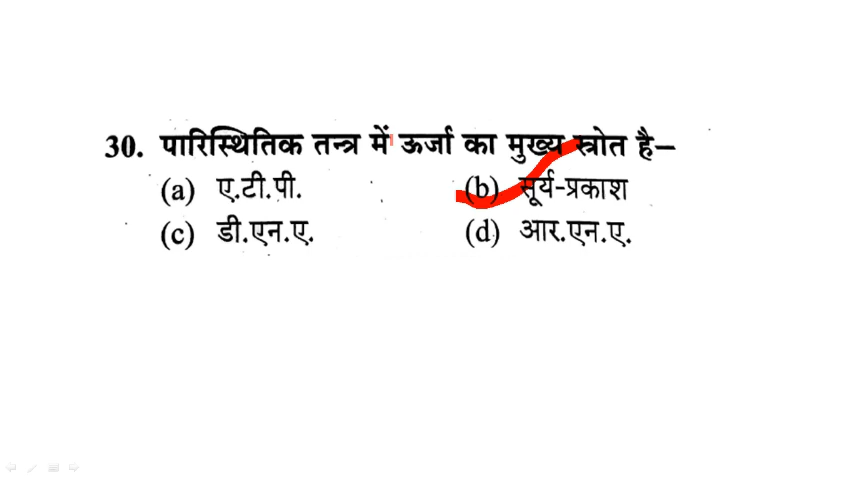 30. पारिस्थितिक तन्त्र में ऊर्जा का मुख्य स्त्रोत है–
(a) ए.टी.पी. (b) सूर्य-प्रकाश
(c) डी.एन.ए. (d) आर.एन.ए.